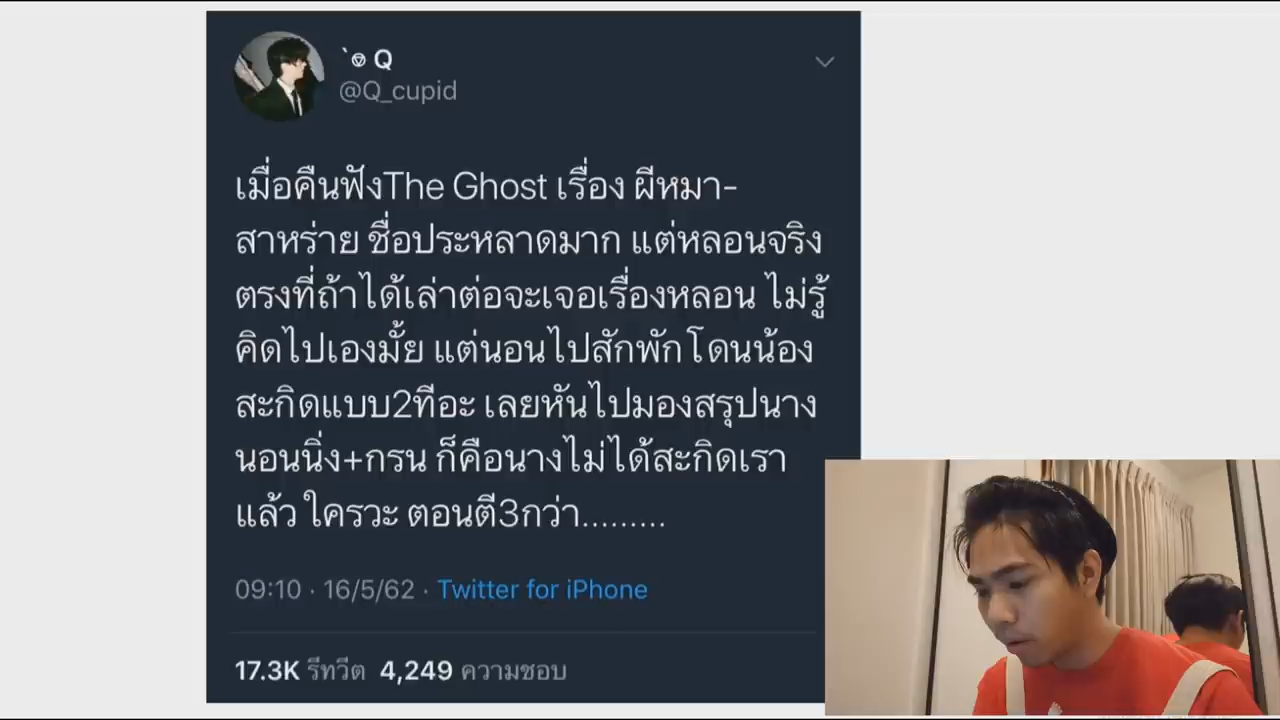 `๏ Q
@Q_cupid
เมื่อคืนฟังThe Ghost เรื่อง ผีหมา-
สาหร่าย ชื่อประหลาดมาก แต่หลอนจริง
ตรงที่ถ้าได้เล่าต่อจะเจอเรื่องหลอน ไม่รู้
คิดไปเองมั้ย แต่นอนไปสักพักโดนน้อง
สะกิดแบบ2ทีอะ เลยหันไปมองสรุปนาง
นอนนิ่ง+กรน ก็คือนางไม่ได้สะกิดเรา
แล้ว ใครวะ ตอนตี3กว่า.........
09:10 · 16/5/62 · Twitter for iPhone
17.3K รีทวีต 4,249 ความชอบ